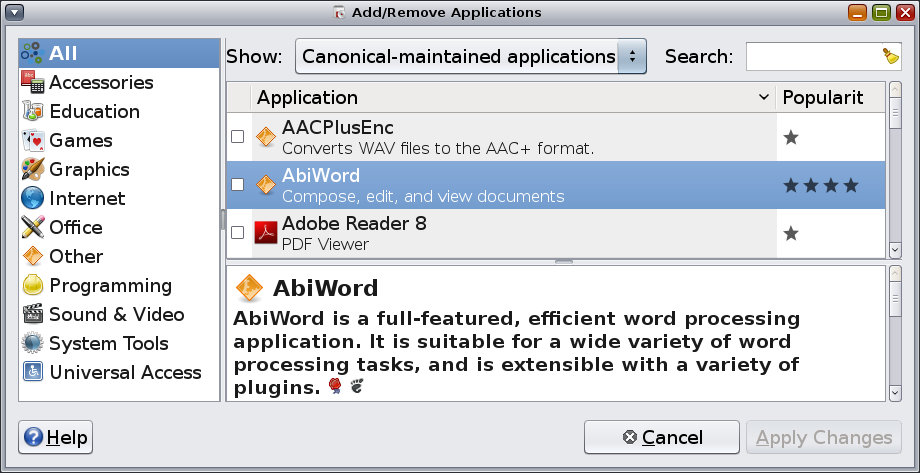 Add/Remove Applications
All
Accessories
Education
Games
Graphics
Internet
Office
Other
Programming
Sound & Video
System Tools
Universal Access
Show: Canonical-maintained applications Search:
Application Popularit
AACPlusEnc
Converts WAV files to the AAC+ format.
AbiWord
Compose, edit, and view documents
Adobe Reader 8
PDF Viewer
AbiWord
AbiWord is a full-featured, efficient word processing
application. It is suitable for a wide variety of word
processing tasks, and is extensible with a variety of
plugins.
Help Cancel Apply Changes